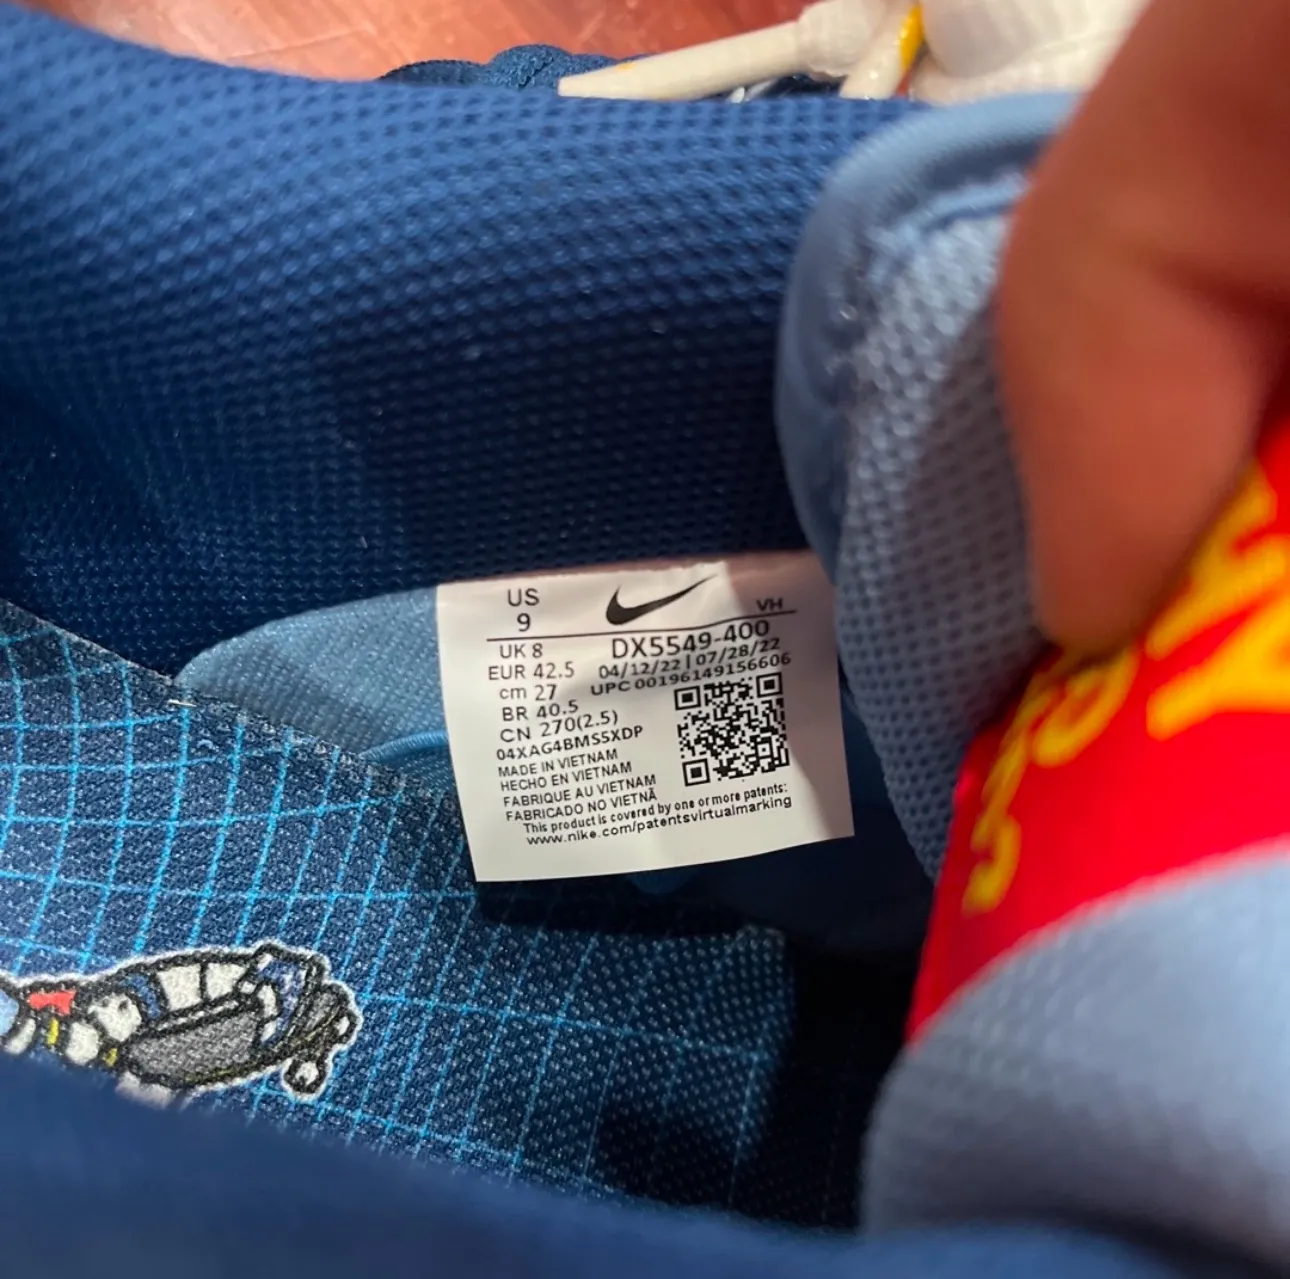 US
9
VH
UK 8
DX5549-400
EUR 42.5
04/12/22 | 07/28/22
cm 27
UPC 00196149156606
BR 40.5
CN 270(2.5)
04XAG4BMS5XDP
MADE IN VIETNAM
HECHO EN VIETNAM
FABRIQUE AU VIETNAM
FABRICADO NO VIETNÃ
This product is covered by one or more patents:
www.nike.com/patentsvirtualmarking